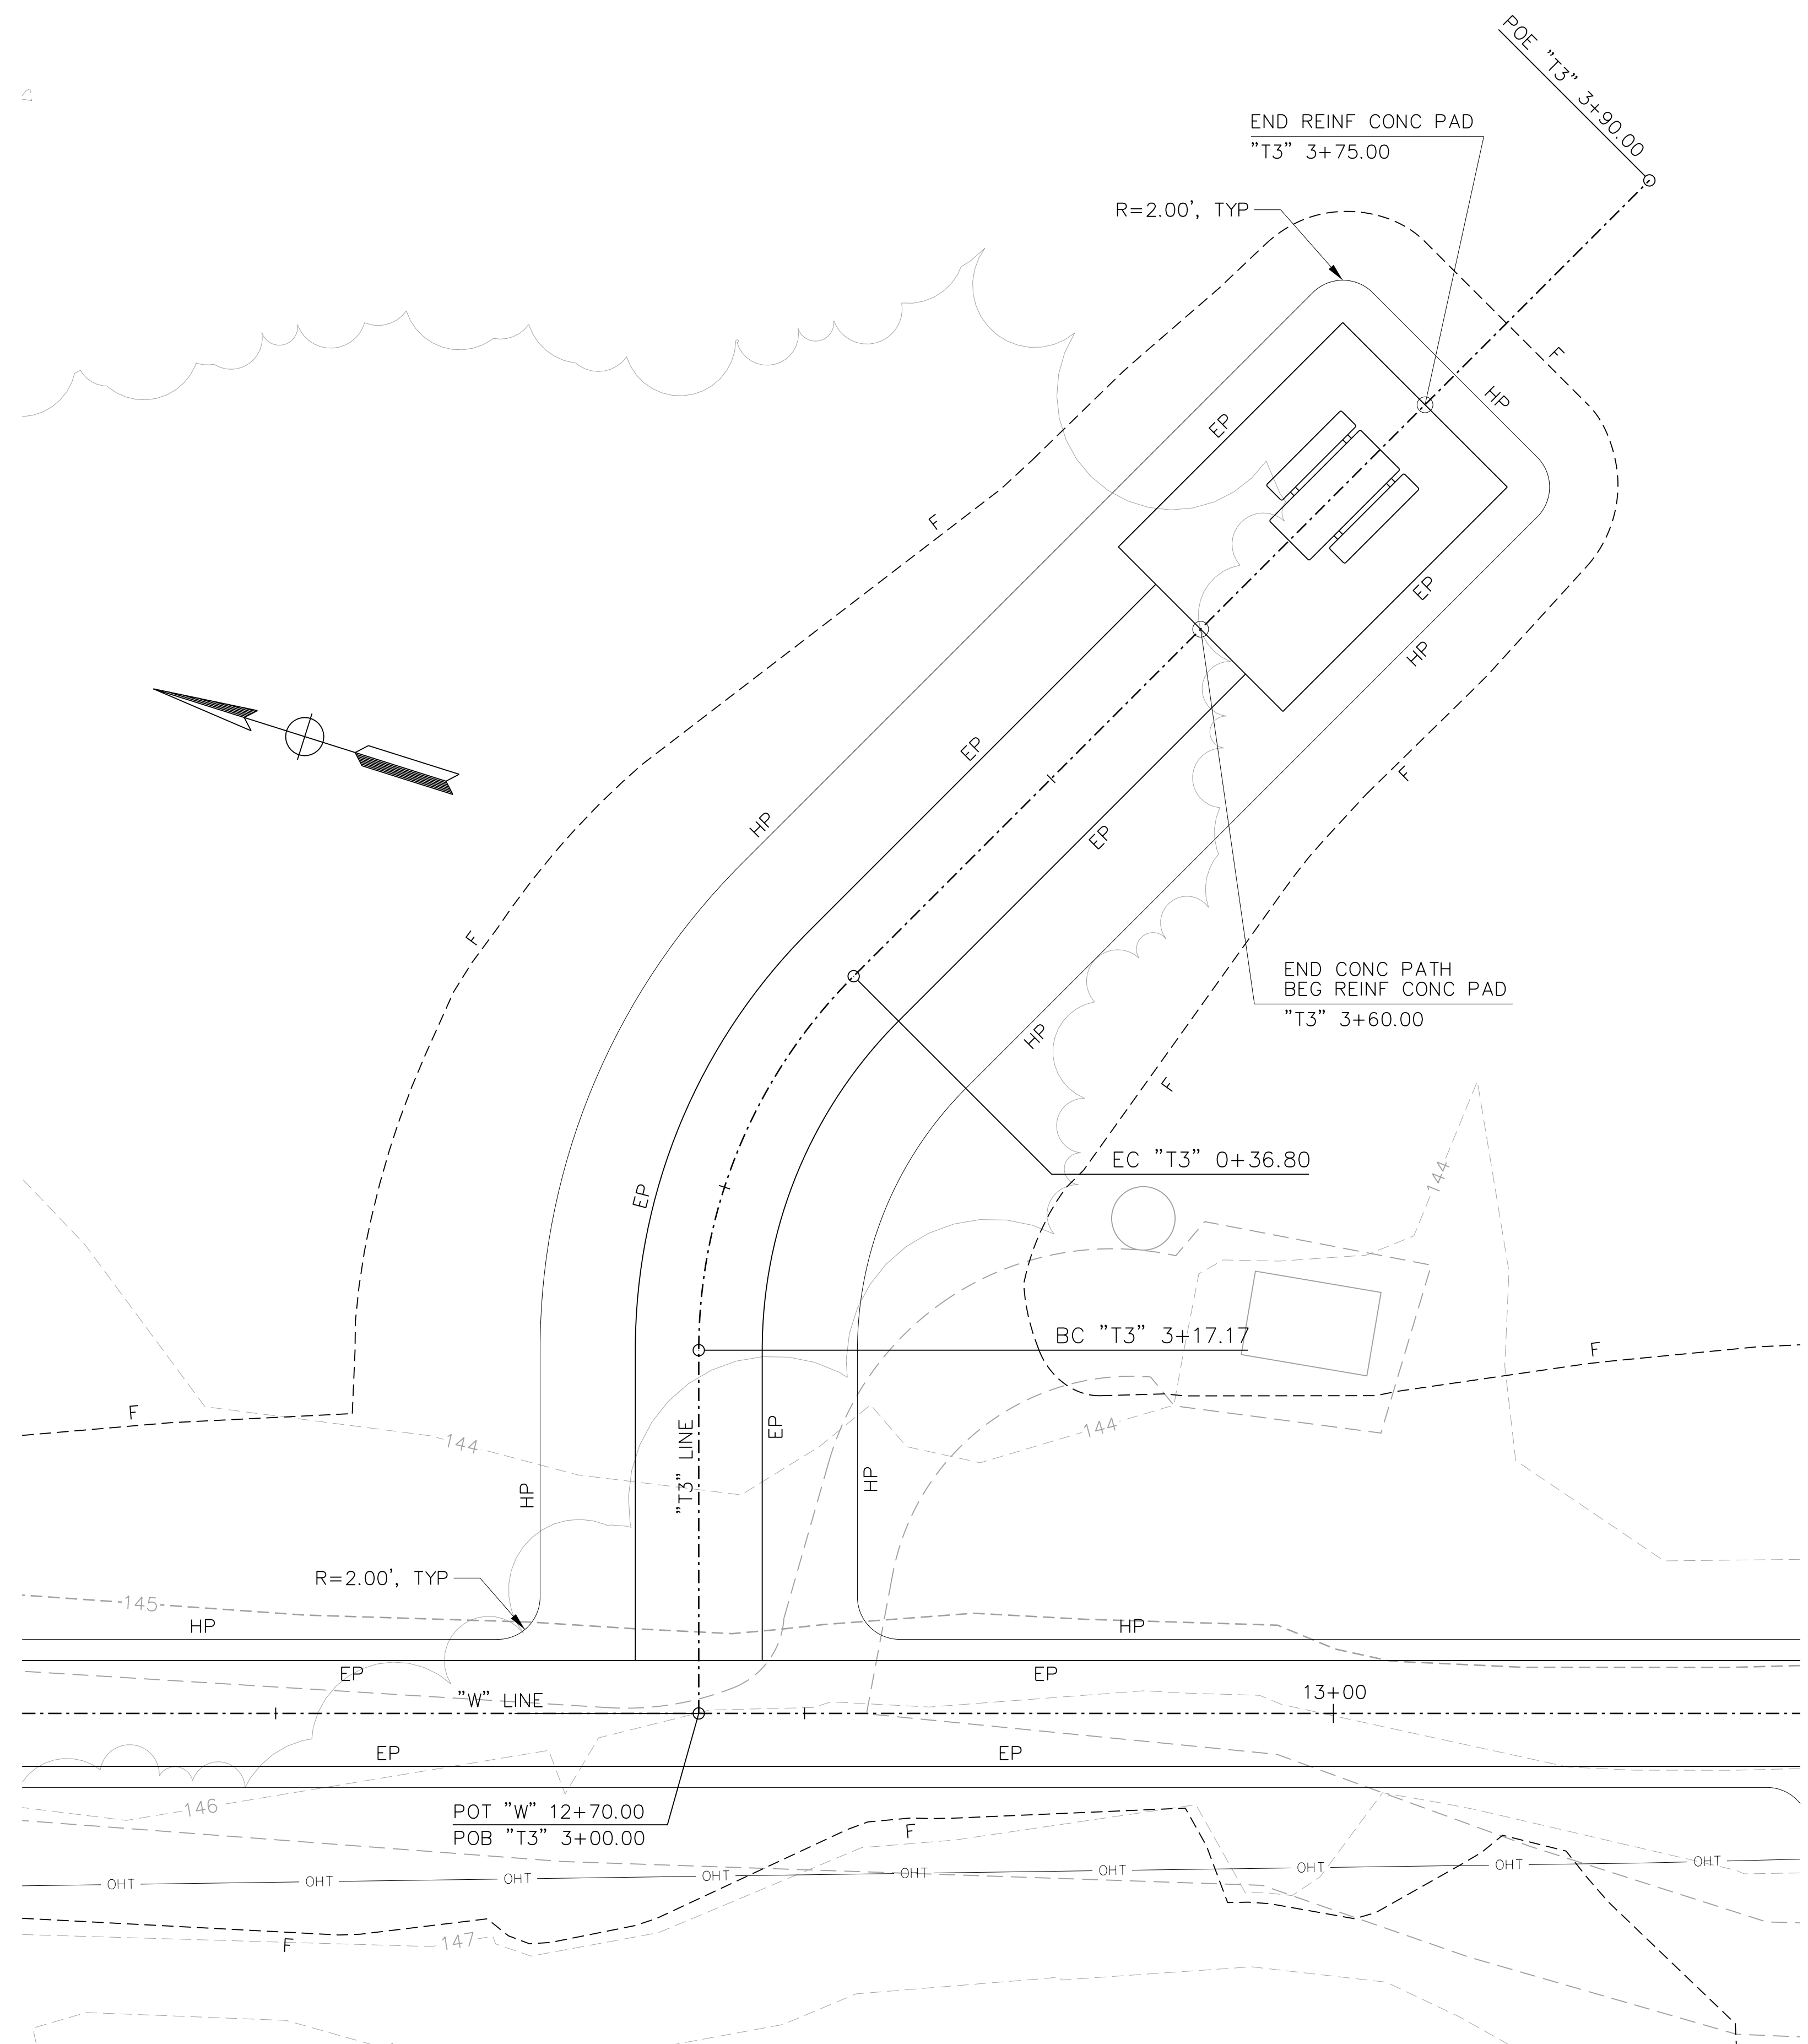 POE "T3" 3+90.00
END REINF CONC PAD
"T3" 3+75.00
R=2.00', TYP
F
HP
EP
EP
F
HP
EP
F
HP
EP
F
END CONC PATH
BEG REINF CONC PAD
"T3" 3+60.00
HP
F
EC "T3" 0+36.80
144
EP
BC "T3" 3+17.17
F
F
144
"T3" LINE
EP
144
HP
HP
R=2.00', TYP
145
HP
HP
EP
EP
"W" LINE
13+00
EP
EP
146
POT "W" 12+70.00
POB "T3" 3+00.00
F
OHT
OHT
OHT
OHT
OHT
OHT
OHT
OHT
OHT
F
147